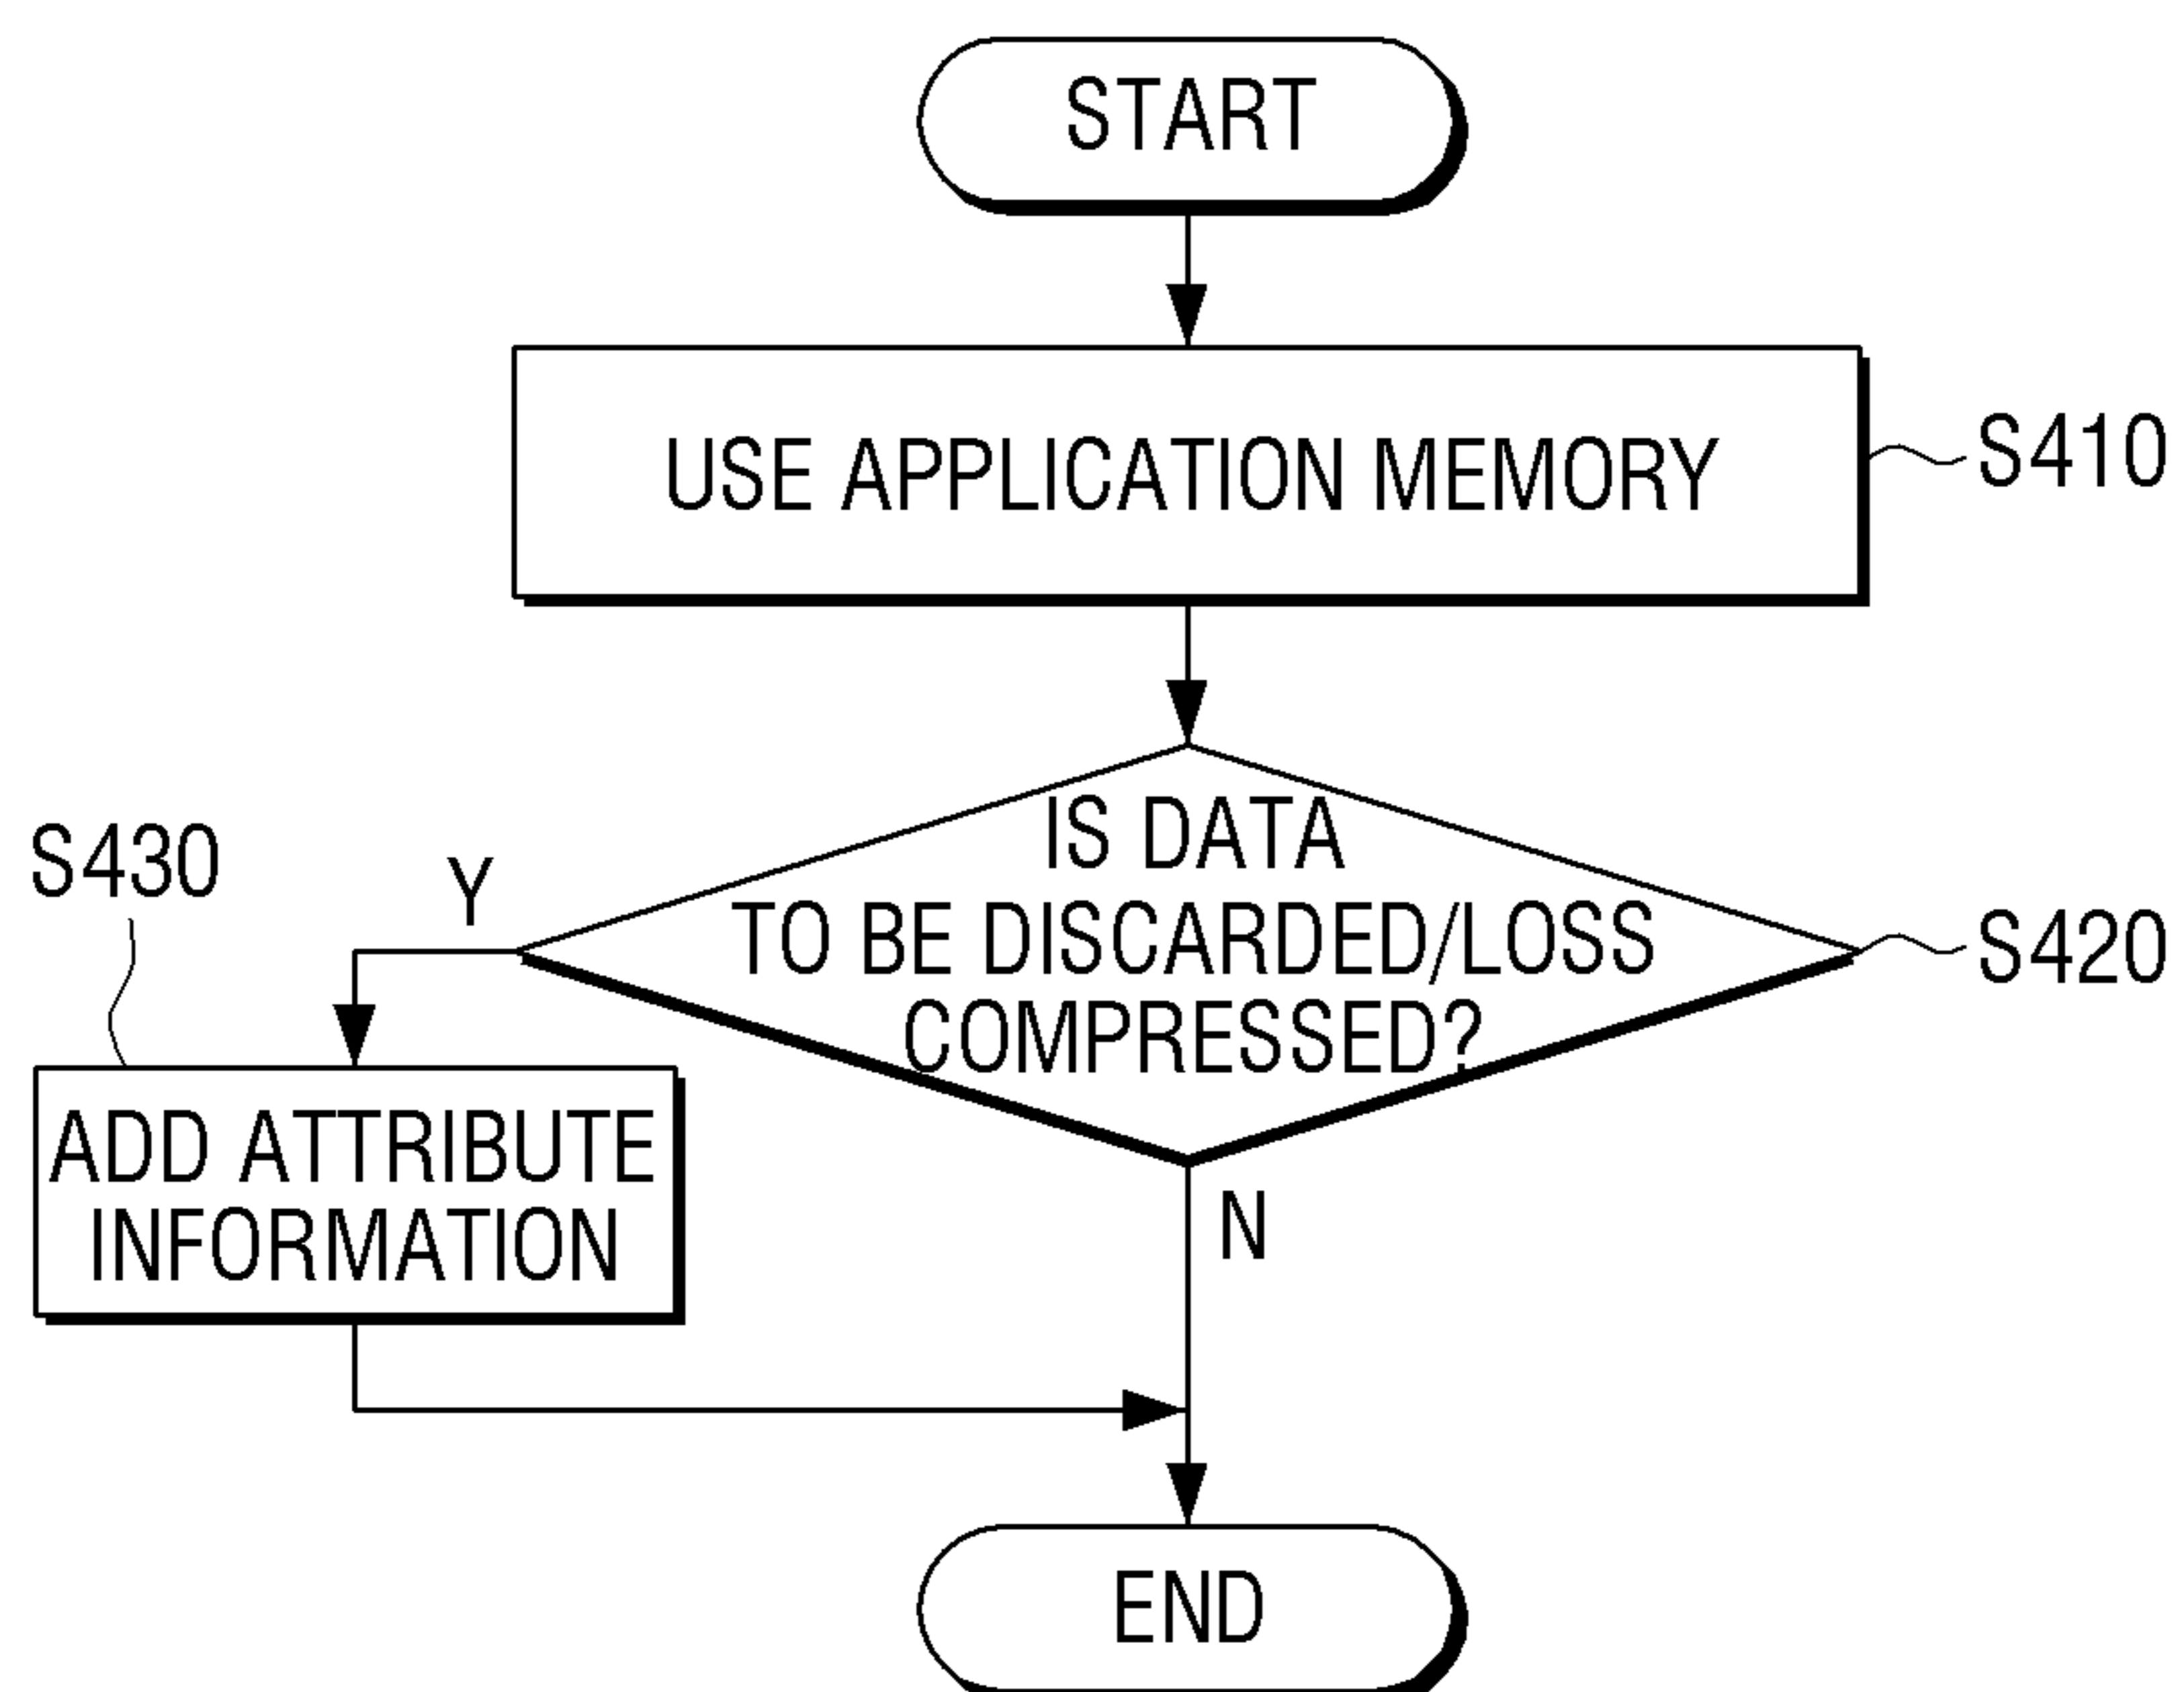 START
USE APPLICATION MEMORY
S410
IS DATA
TO BE DISCARDED/LOSS
COMPRESSED?
S420
Y
S430
ADD ATTRIBUTE
INFORMATION
N
END